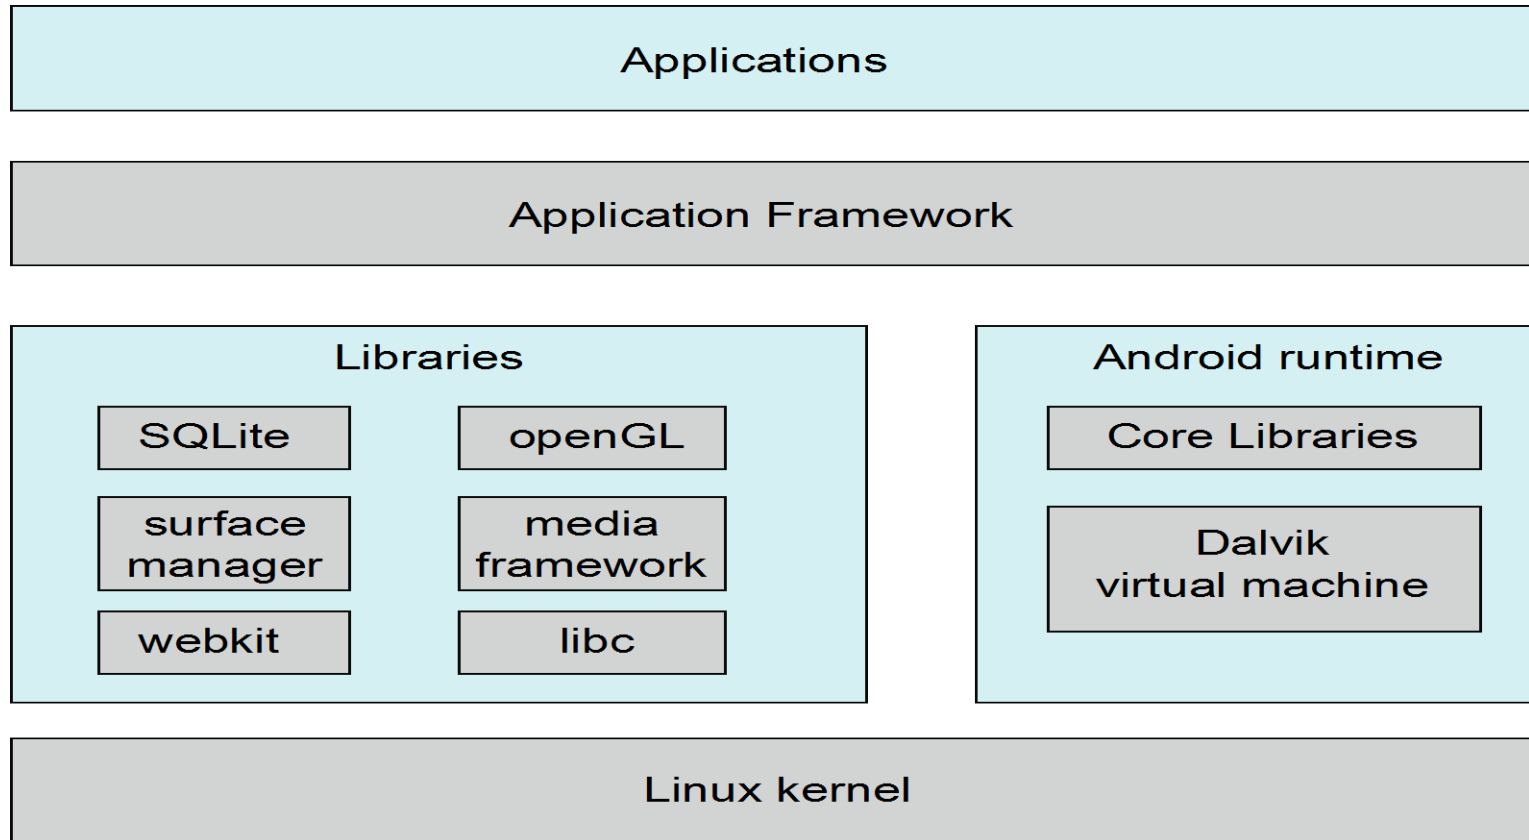 Applications
Application Framework
Libraries
SQLite
openGL
surface
manager
media
framework
webkit
libc
Android runtime
Core Libraries
Dalvik
virtual machine
Linux kernel